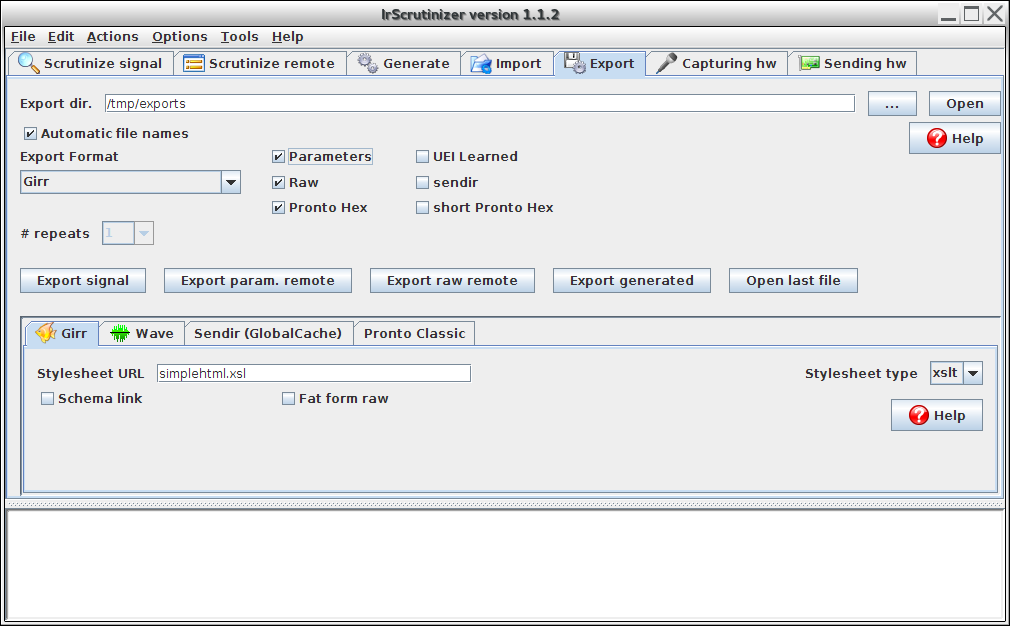 IrScrutinizer version 1.1.2
File Edit Actions Options Tools Help
Scrutinize signal Scrutinize remote Generate Import Export Capturing hw Sending hw
Export dir. /tmp/exports ... Open
Automatic file names
Help
Export Format Parameters UEI Learned
Girr Raw sendir
Pronto Hex short Pronto Hex
# repeats 1
Export signal Export param. remote Export raw remote Export generated Open last file
Girr Wave Sendir (GlobalCache) Pronto Classic
Stylesheet URL simplehtml.xsl Stylesheet type xslt
Schema link Fat form raw
Help